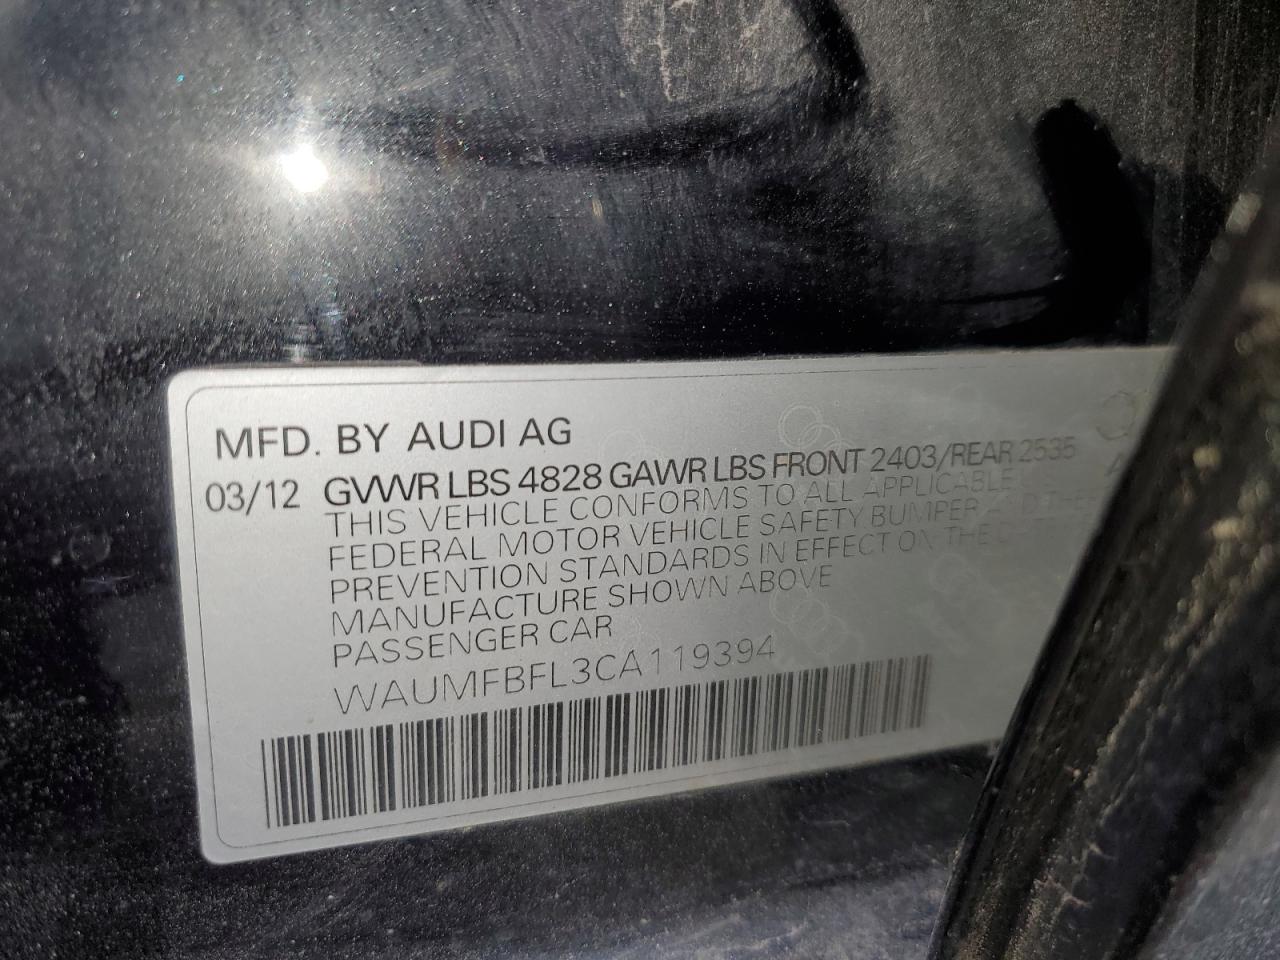 MFD. BY AUDI AG
03/12 GVWR LBS 4828 GAWR LBS FRONT 2403/REAR 2535
THIS VEHICLE CONFORMS TO ALL APPLICABLE
FEDERAL MOTOR VEHICLE SAFETY BUMPER
PREVENTION STANDARDS IN EFFECT ON THE
MANUFACTURE SHOWN ABOVE
PASSENGER CAR
WAUMFBFL3CA119394